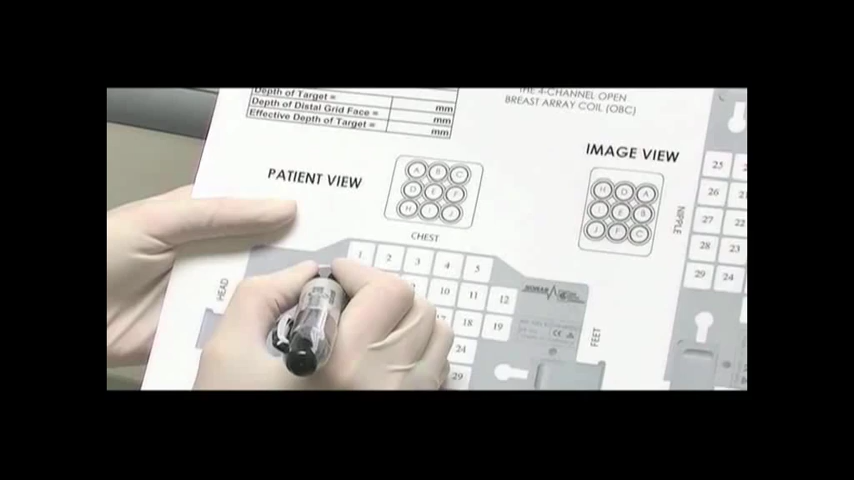 Depth of Target =
mm
Depth of Distal Grid Face =
mm
Effective Depth of Target =
mm
THE 4-CHANNEL OPEN
BREAST ARRAY COIL (OBC)
PATIENT VIEW
A B C
D E F
H I J
IMAGE VIEW
H D A
I E B
J F C
CHEST
HEAD
FEET
NIPPLE
1 2 3 4 5
10 11 12
18 19
24
29
25
26
27
28 23
29 24